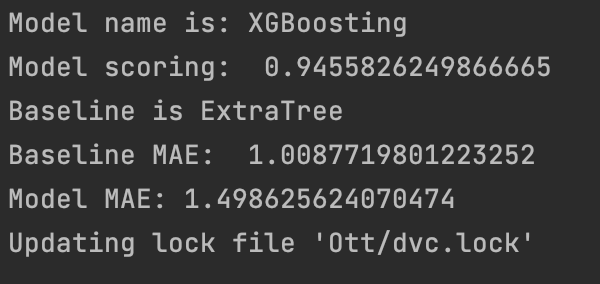 Model name is: XGBoosting
Model scoring:  0.9455826249866665
Baseline is ExtraTree
Baseline MAE:  1.0087719801223252
Model MAE: 1.498625624070474
Updating lock file 'Ott/dvc.lock'